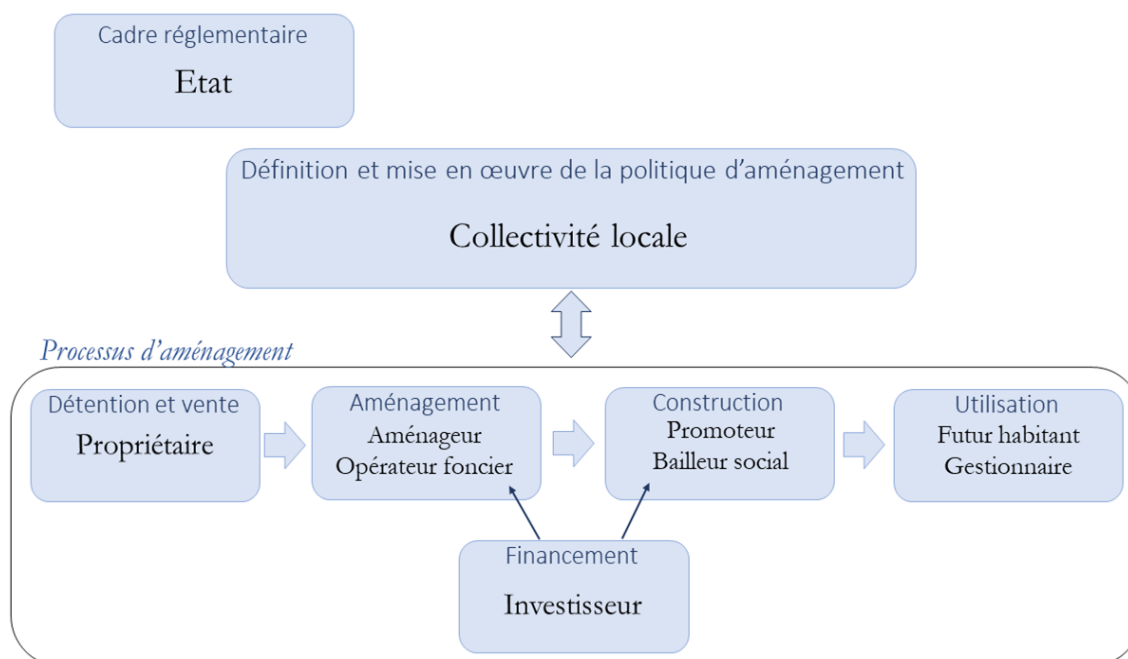 Cadre réglementaire
Etat
Définition et mise en œuvre de la politique d’aménagement
Collectivité locale
Processus d’aménagement
Détention et vente
Propriétaire
Aménagement
Aménageur
Opérateur foncier
Construction
Promoteur
Bailleur social
Utilisation
Futur habitant
Gestionnaire
Financement
Investisseur